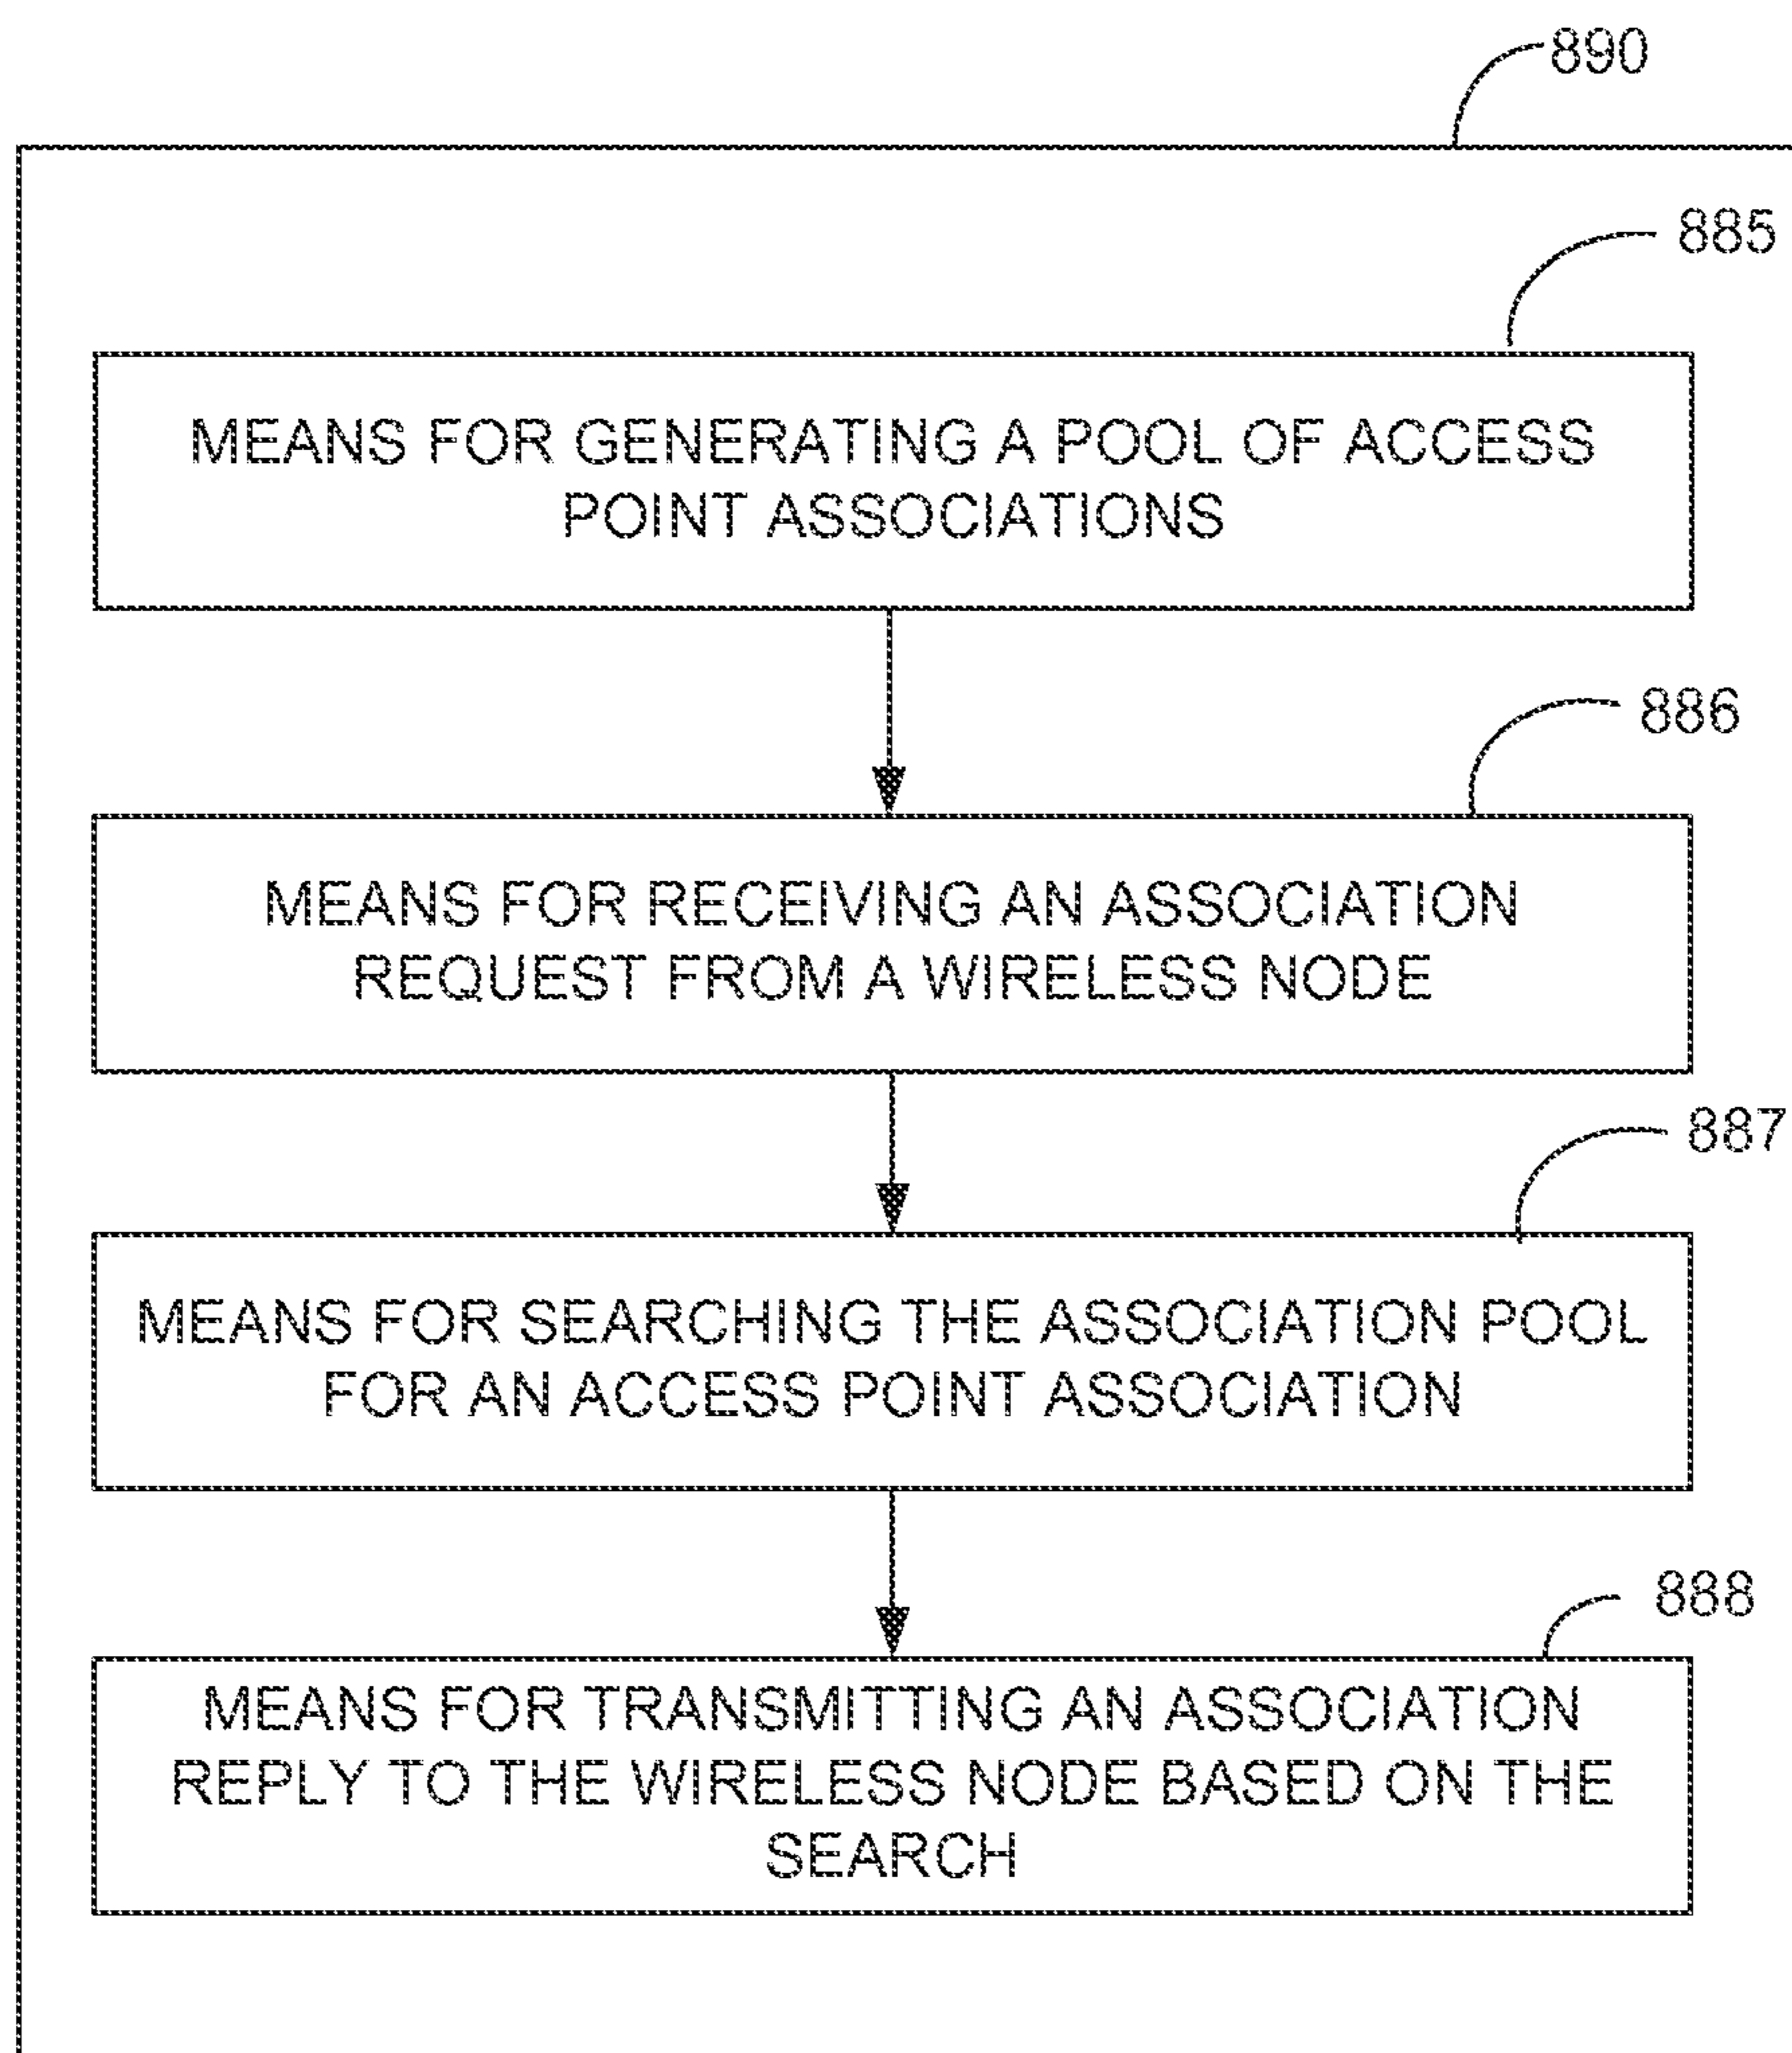 890
885
MEANS FOR GENERATING A POOL OF ACCESS
POINT ASSOCIATIONS
886
MEANS FOR RECEIVING AN ASSOCIATION
REQUEST FROM A WIRELESS NODE
887
MEANS FOR SEARCHING THE ASSOCIATION POOL
FOR AN ACCESS POINT ASSOCIATION
888
MEANS FOR TRANSMITTING AN ASSOCIATION
REPLY TO THE WIRELESS NODE BASED ON THE
SEARCH